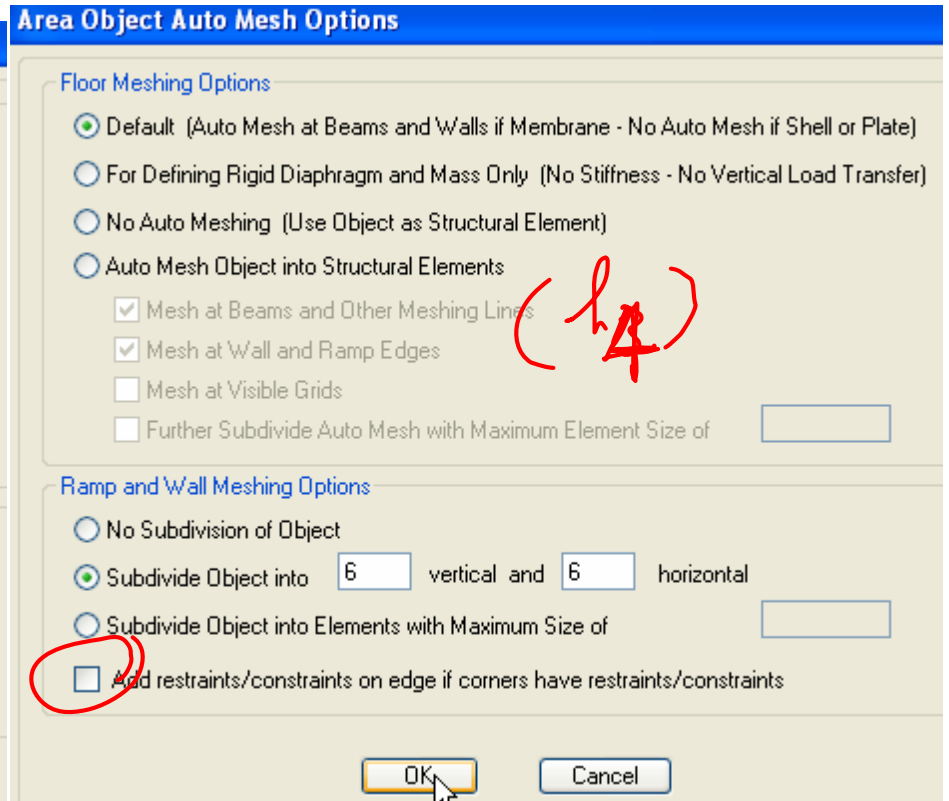 Area Object Auto Mesh Options
Floor Meshing Options
Default (Auto Mesh at Beams and Walls if Membrane - No Auto Mesh if Shell or Plate)
For Defining Rigid Diaphragm and Mass Only (No Stiffness - No Vertical Load Transfer)
No Auto Meshing (Use Object as Structural Element)
Auto Mesh Object into Structural Elements
Mesh at Beams and Other Meshing Lines
Mesh at Wall and Ramp Edges
Mesh at Visible Grids
Further Subdivide Auto Mesh with Maximum Element Size of
Ramp and Wall Meshing Options
No Subdivision of Object
Subdivide Object into 6 vertical and 6 horizontal
Subdivide Object into Elements with Maximum Size of
Add restraints/constraints on edge if corners have restraints/constraints
OK Cancel